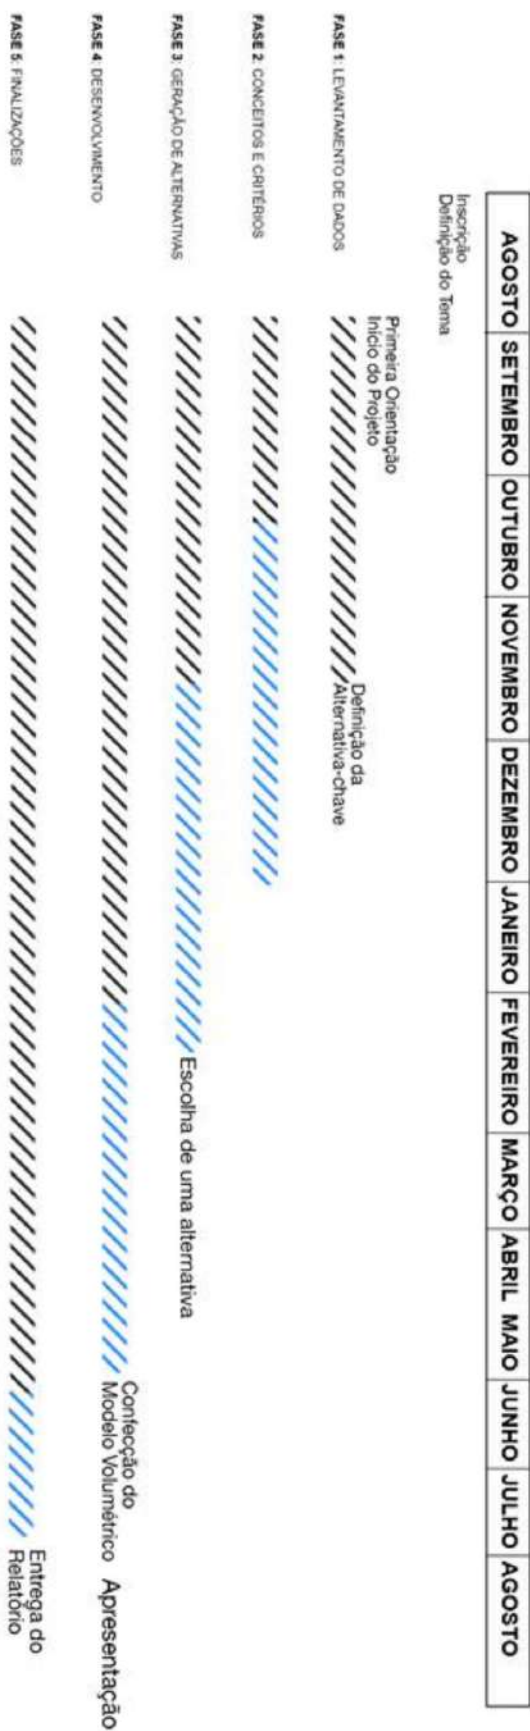 AGOSTO SETEMBRO OUTUBRO NOVEMBRO DEZEMBRO JANEIRO FEVEREIRO MARÇO ABRIL MAIO JUNHO JULHO AGOSTO
Inscrição
Definição do Tema
Primeira Orientação
Início do Projeto
FASE 1: LEVANTAMENTO DE DADOS
Definição da
Alternativa-chave
FASE 2: CONCEITOS E CRITÉRIOS
FASE 3: GERAÇÃO DE ALTERNATIVAS
Escolha de uma alternativa
FASE 4: DESENVOLVIMENTO
Confecção do
Modelo Volumétrico
Apresentação
FASE 5: FINALIZAÇÕES
Entrega do
Relatório